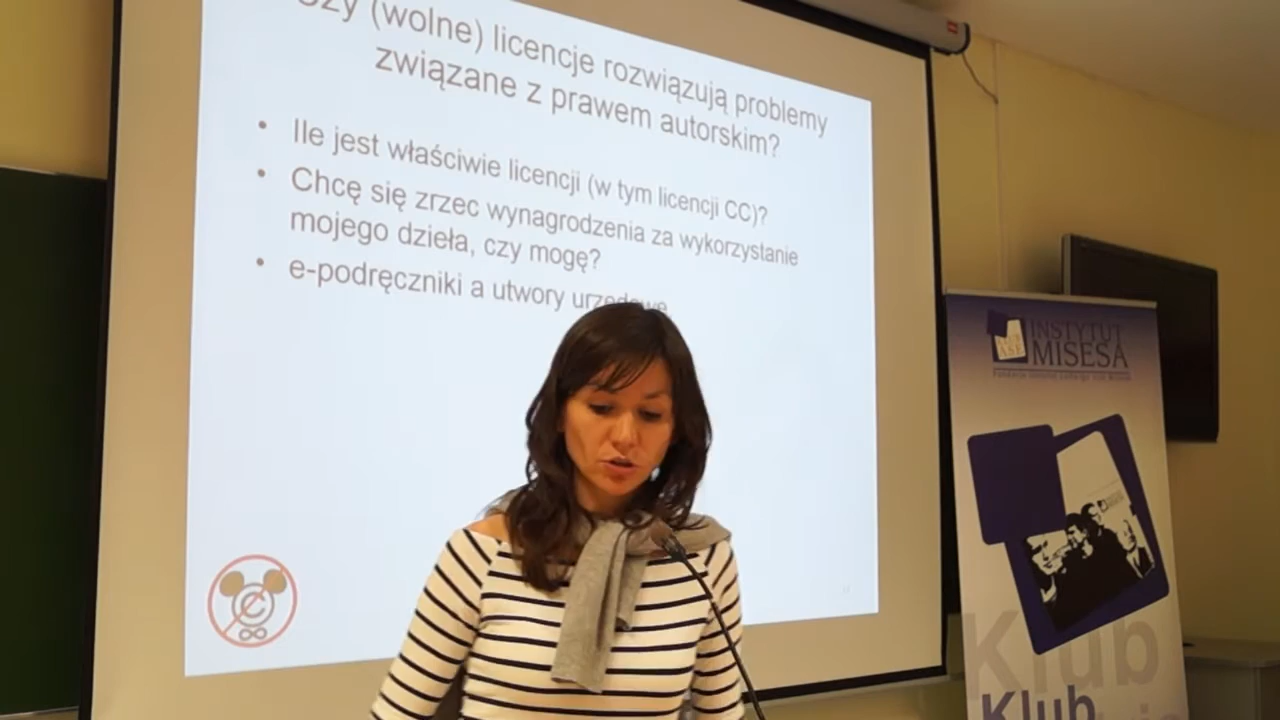 (wolne) licencje rozwiązują problemy
związane z prawem autorskim?
• Ile jest właściwie licencji (w tym licencji CC)?
• Chcę się zrzec wynagrodzenia za wykorzystanie
mojego dzieła, czy mogę?
• e-podręczniki a utwory urzędowe
INSTYTUT
MISESA
Klub
Klub